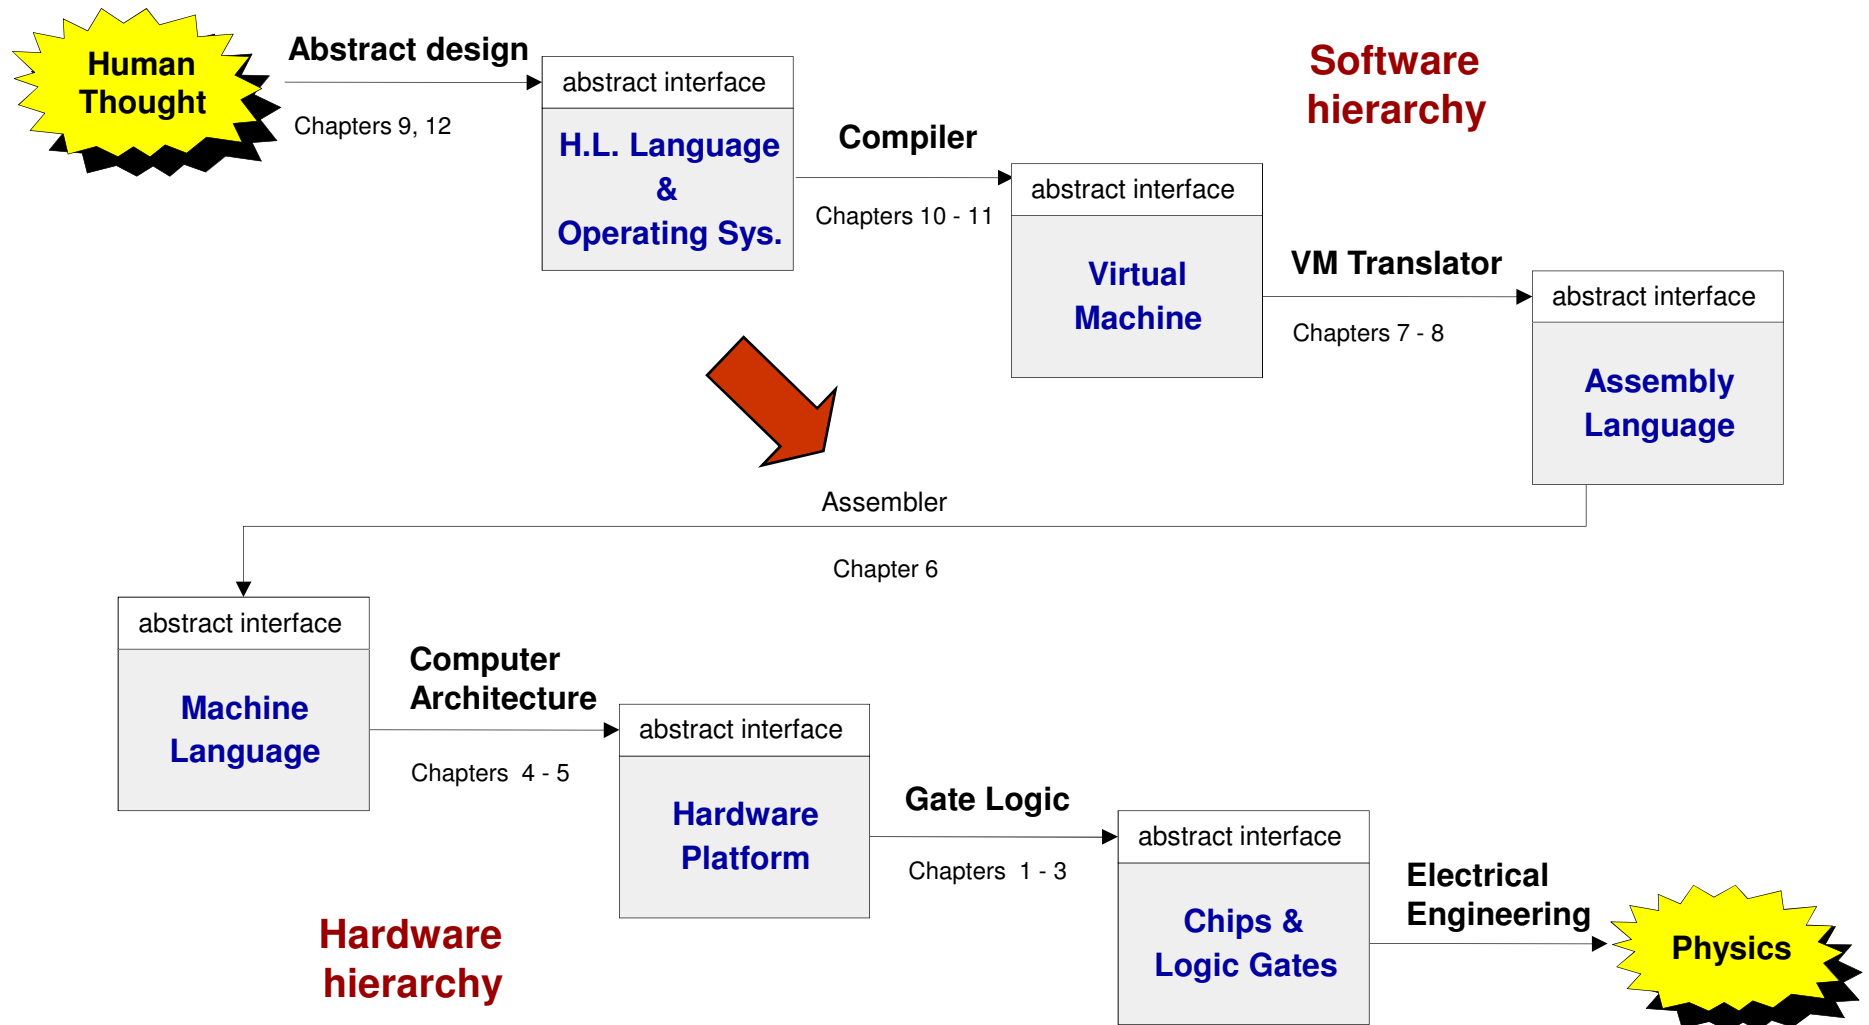 Human
Thought
Abstract design
Chapters 9, 12
abstract interface
H.L. Language
&
Operating Sys.
Compiler
Chapters 10 - 11
Software
hierarchy
abstract interface
Virtual
Machine
VM Translator
Chapters 7 - 8
abstract interface
Assembly
Language
Assembler
Chapter 6
abstract interface
Machine
Language
Computer
Architecture
Chapters 4 - 5
abstract interface
Hardware
Platform
Gate Logic
Chapters 1 - 3
abstract interface
Chips &
Logic Gates
Electrical
Engineering
Physics
Hardware
hierarchy